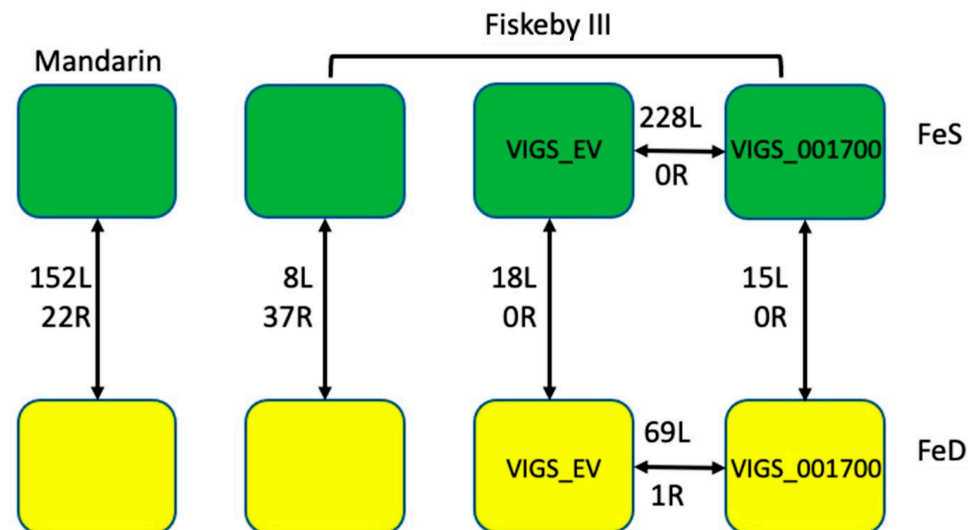 Fiskeby III
Mandarin
VIGS_EV
228L
0R
VIGS_001700
FeS
152L
22R
8L
37R
18L
0R
15L
0R
VIGS_EV
69L
1R
VIGS_001700
FeD